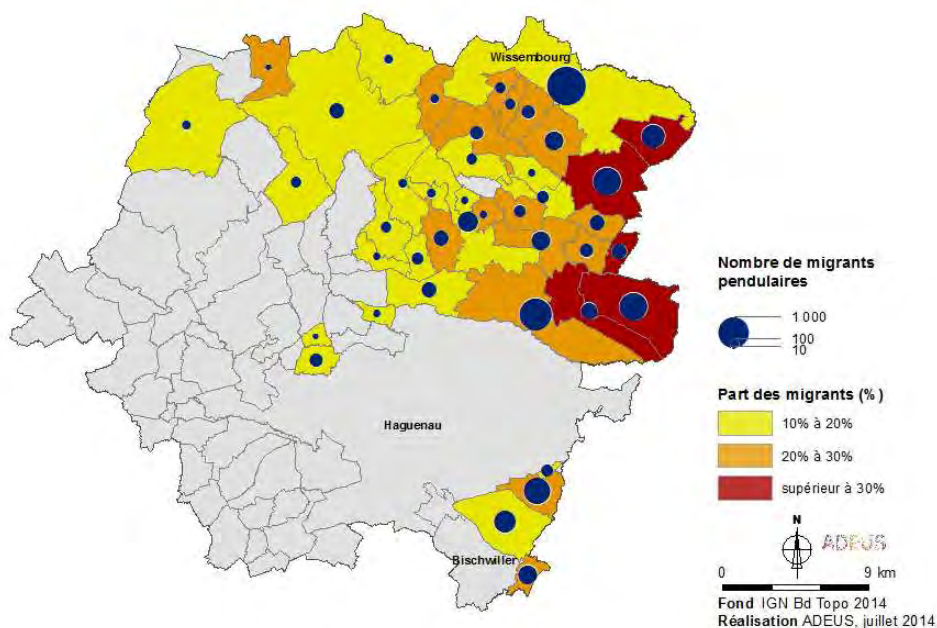 Wissembourg
Haguenau
Bischwiller
Nombre de migrants
pendulaires
1 000
100
10
Part des migrants (%)
10% à 20%
20% à 30%
supérieur à 30%
N
ADEUS
0 9 km
Fond IGN Bd Topo 2014
Réalisation ADEUS, juillet 2014